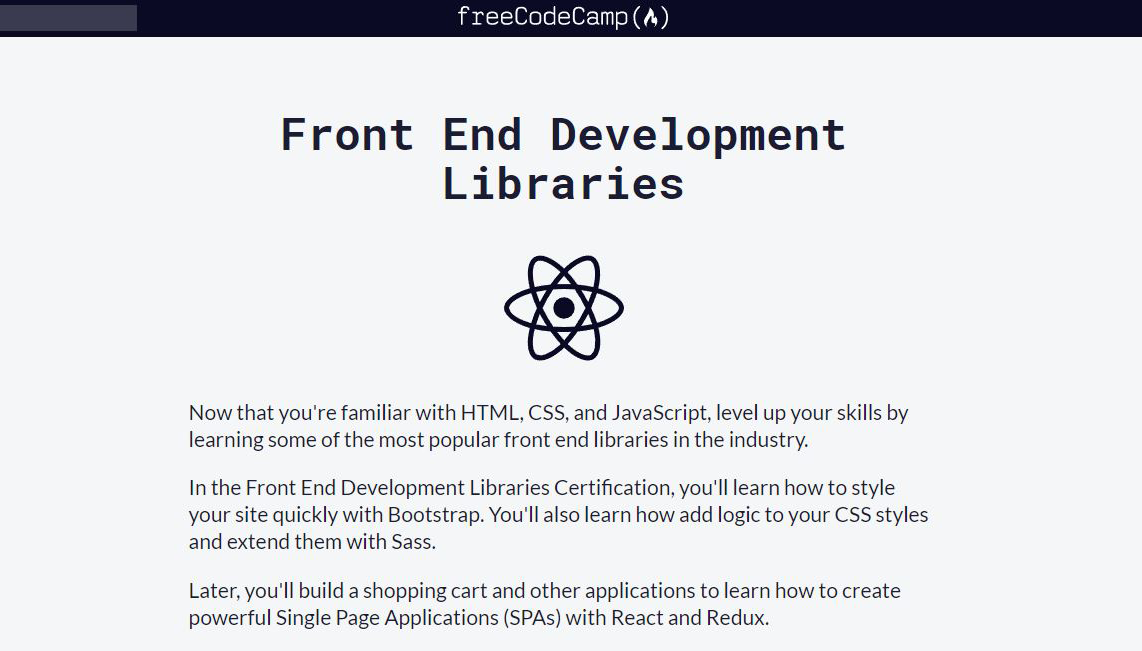 freeCodeCamp(🔥)
Front End Development
Libraries
Now that you're familiar with HTML, CSS, and JavaScript, level up your skills by
learning some of the most popular front end libraries in the industry.
In the Front End Development Libraries Certification, you'll learn how to style
your site quickly with Bootstrap. You'll also learn how add logic to your CSS styles
and extend them with Sass.
Later, you'll build a shopping cart and other applications to learn how to create
powerful Single Page Applications (SPAs) with React and Redux.